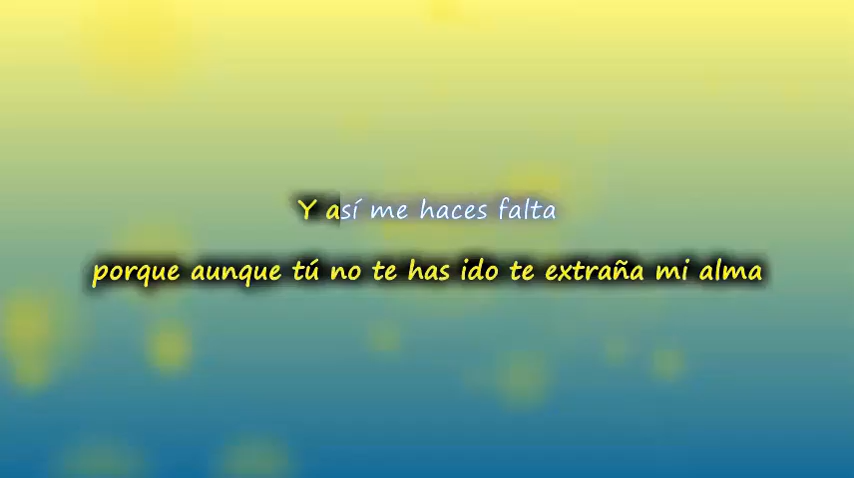 Y así me haces falta
porque aunque tú no te has ido te extraña mi alma